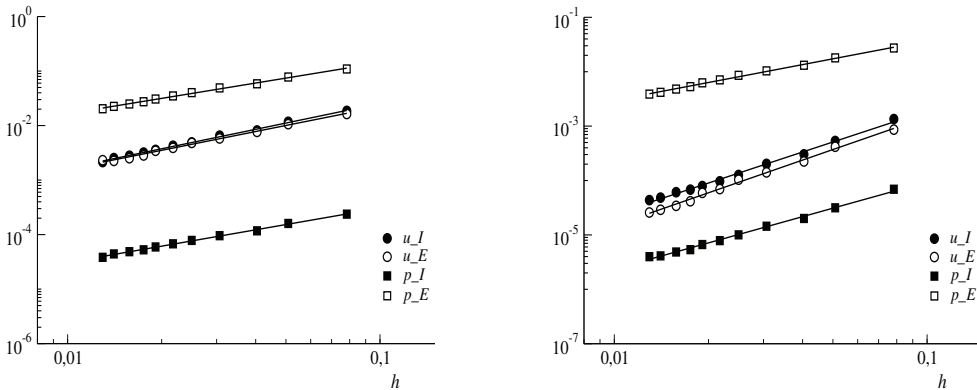 10^0
10^-2
10^-4
10^-6
0,01
0,1
h
u_I
u_E
p_I
p_E
10^-1
10^-3
10^-5
10^-7
0,01
0,1
h
u_I
u_E
p_I
p_E